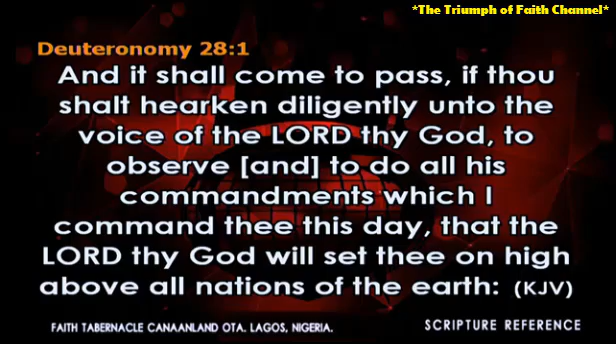 *The Triumph of Faith Channel*
Deuteronomy 28:1
And it shall come to pass, if thou
shalt hearken diligently unto the
voice of the LORD thy God, to
observe [and] to do all his
commandments which I
command thee this day, that the
LORD thy God will set thee on high
above all nations of the earth: (KJV)
FAITH TABERNACLE CANAANLAND OTA. LAGOS, NIGERIA.
SCRIPTURE REFERENCE